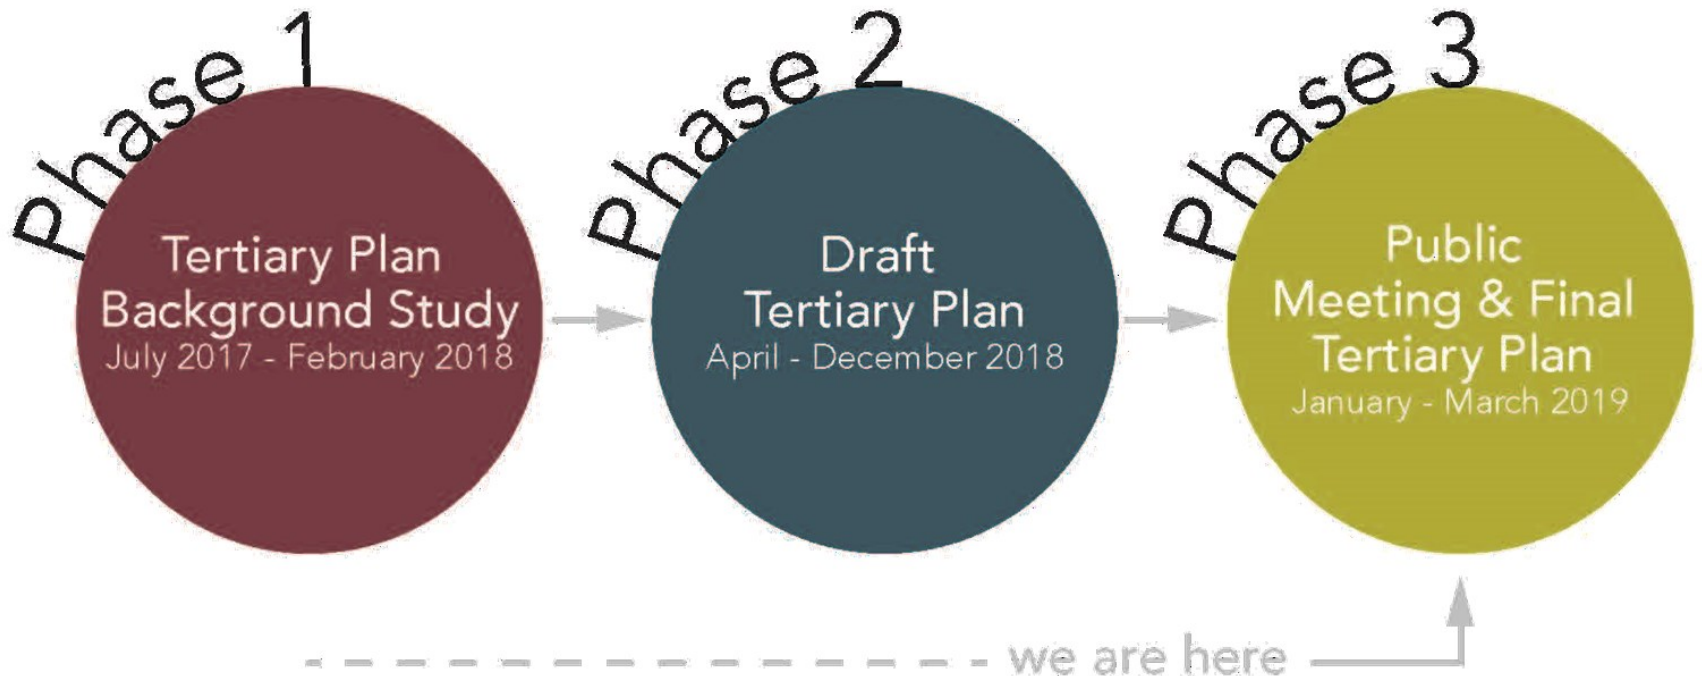 Phase 1
Tertiary Plan
Background Study
July 2017 - February 2018
Phase 2
Draft
Tertiary Plan
April - December 2018
Phase 3
Public
Meeting & Final
Tertiary Plan
January - March 2019
we are here